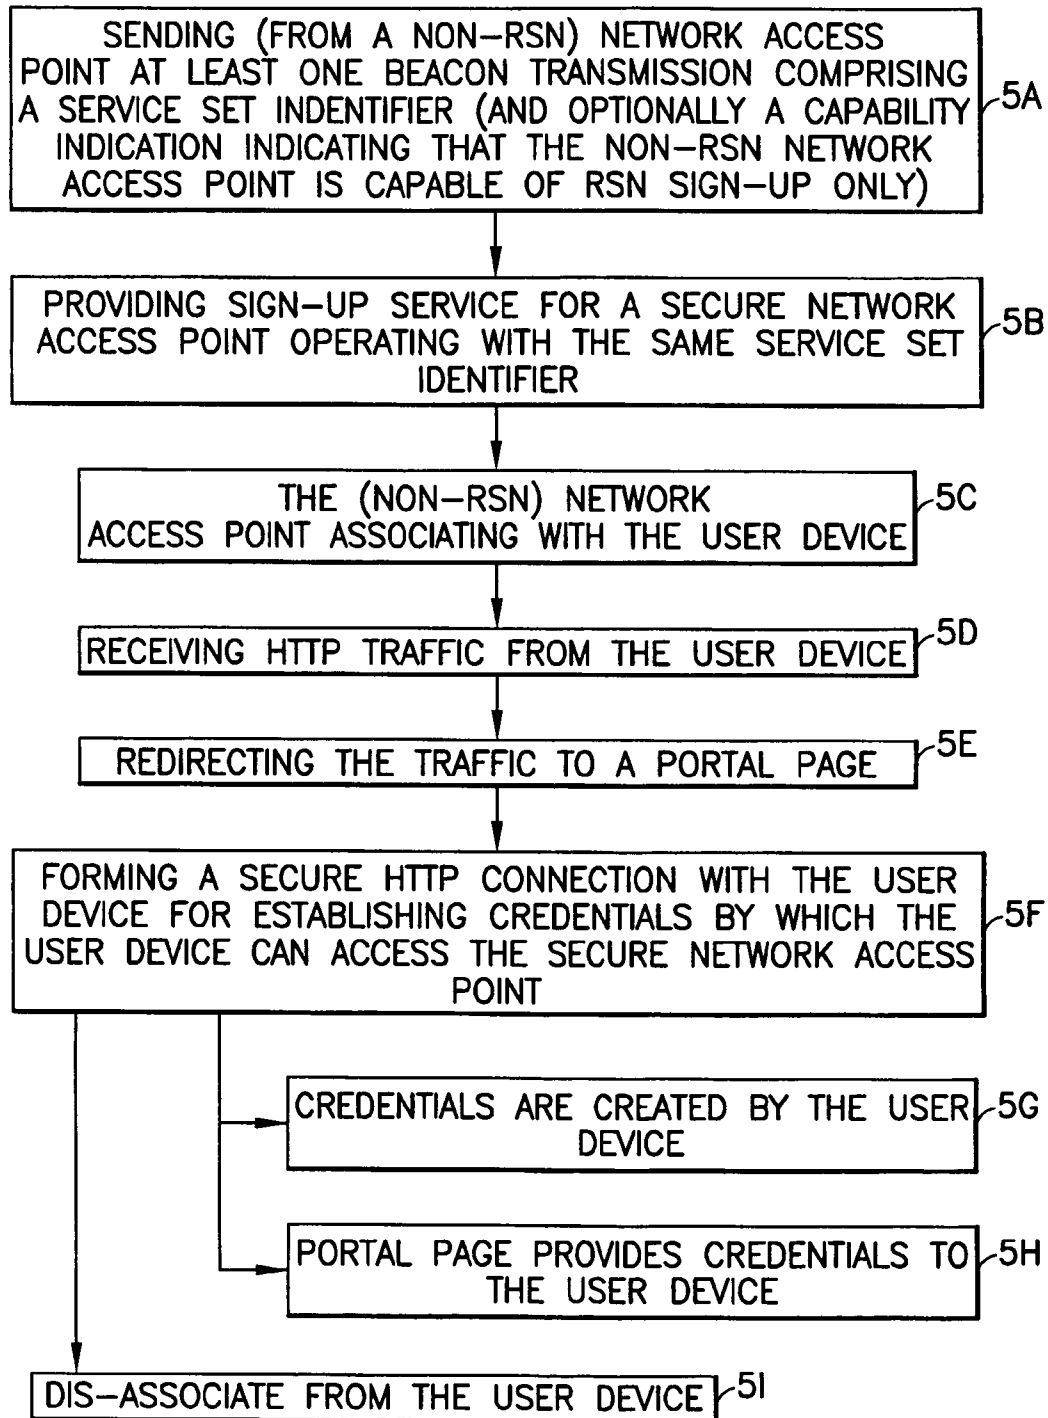 SENDING (FROM A NON-RSN) NETWORK ACCESS
POINT AT LEAST ONE BEACON TRANSMISSION COMPRISING
A SERVICE SET INDENTIFIER (AND OPTIONALLY A CAPABILITY
INDICATION INDICATING THAT THE NON-RSN NETWORK
ACCESS POINT IS CAPABLE OF RSN SIGN-UP ONLY)
5A
PROVIDING SIGN-UP SERVICE FOR A SECURE NETWORK
ACCESS POINT OPERATING WITH THE SAME SERVICE SET
IDENTIFIER
5B
THE (NON-RSN) NETWORK
ACCESS POINT ASSOCIATING WITH THE USER DEVICE
5C
RECEIVING HTTP TRAFFIC FROM THE USER DEVICE
5D
REDIRECTING THE TRAFFIC TO A PORTAL PAGE
5E
FORMING A SECURE HTTP CONNECTION WITH THE USER
DEVICE FOR ESTABLISHING CREDENTIALS BY WHICH THE
USER DEVICE CAN ACCESS THE SECURE NETWORK ACCESS
POINT
5F
CREDENTIALS ARE CREATED BY THE USER
DEVICE
5G
PORTAL PAGE PROVIDES CREDENTIALS TO
THE USER DEVICE
5H
DIS-ASSOCIATE FROM THE USER DEVICE
5I